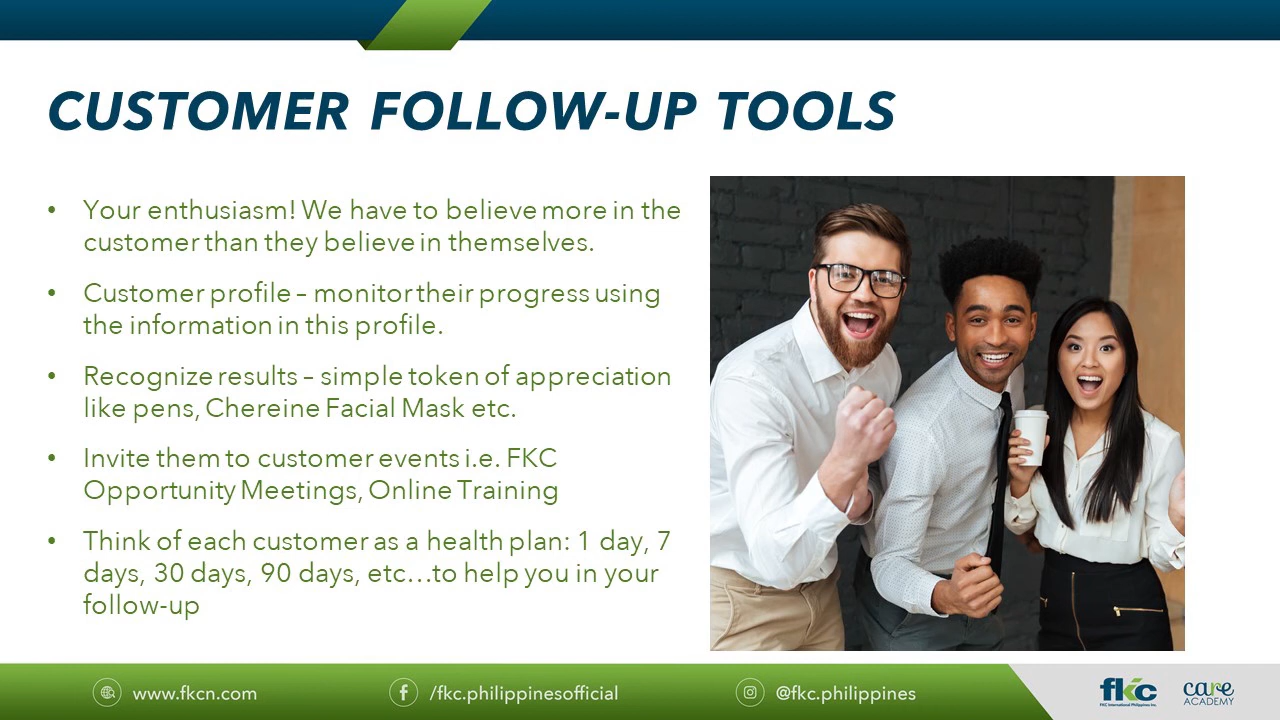 CUSTOMER FOLLOW-UP TOOLS
• Your enthusiasm! We have to believe more in the
customer than they believe in themselves.
• Customer profile – monitor their progress using
the information in this profile.
• Recognize results – simple token of appreciation
like pens, Chereine Facial Mask etc.
• Invite them to customer events i.e. FKC
Opportunity Meetings, Online Training
• Think of each customer as a health plan: 1 day, 7
days, 30 days, 90 days, etc…to help you in your
follow-up
www.fkcn.com
/fkc.philippinesofficial
@fkc.philippines
fkc
FKC International Philippines Inc.
care
ACADEMY